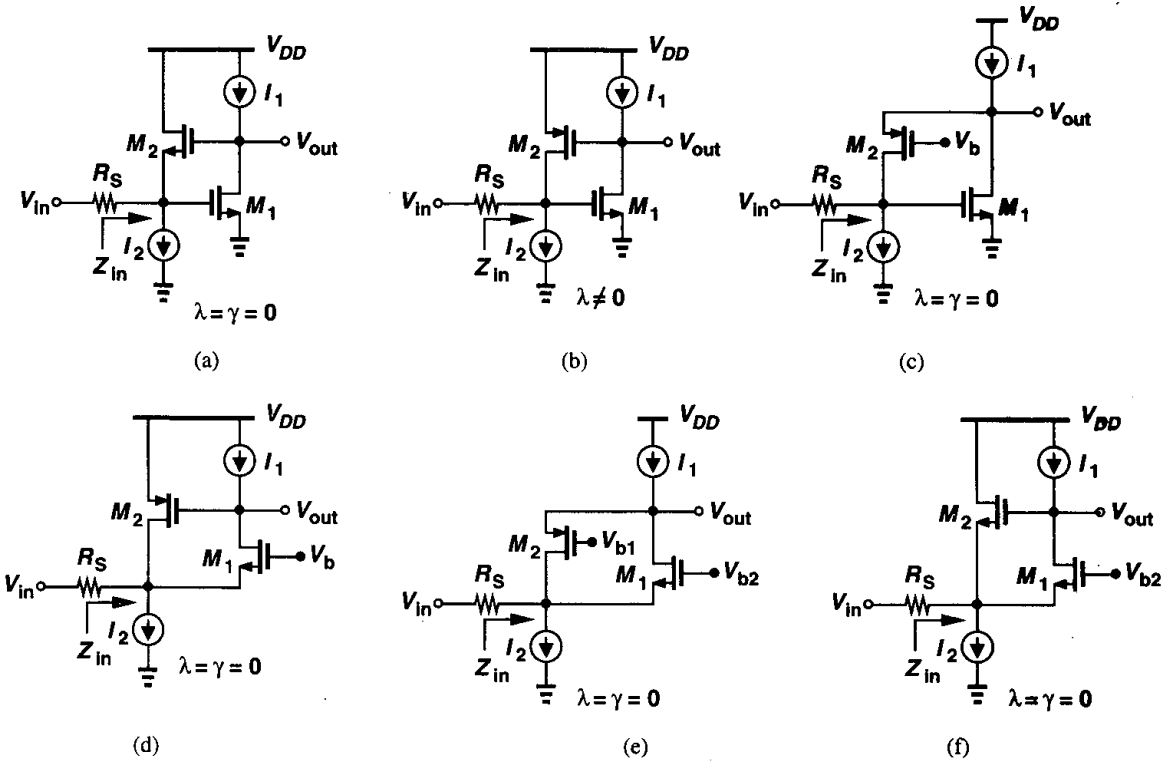 V_DD
I_1
M_2
V_out
R_S
V_in
M_1
I_2
Z_in
λ = γ = 0
(a)
V_DD
I_1
M_2
V_out
R_S
V_in
M_1
I_2
Z_in
λ ≠ 0
(b)
V_DD
I_1
V_out
M_2
V_b
R_S
V_in
M_1
I_2
Z_in
λ = γ = 0
(c)
V_DD
I_1
M_2
V_out
M_1
V_b
R_S
V_in
I_2
Z_in
λ = γ = 0
(d)
V_DD
I_1
V_out
M_2
V_b1
M_1
V_b2
R_S
V_in
I_2
Z_in
λ = γ = 0
(e)
V_DD
I_1
M_2
V_out
M_1
V_b2
R_S
V_in
I_2
Z_in
λ = γ = 0
(f)